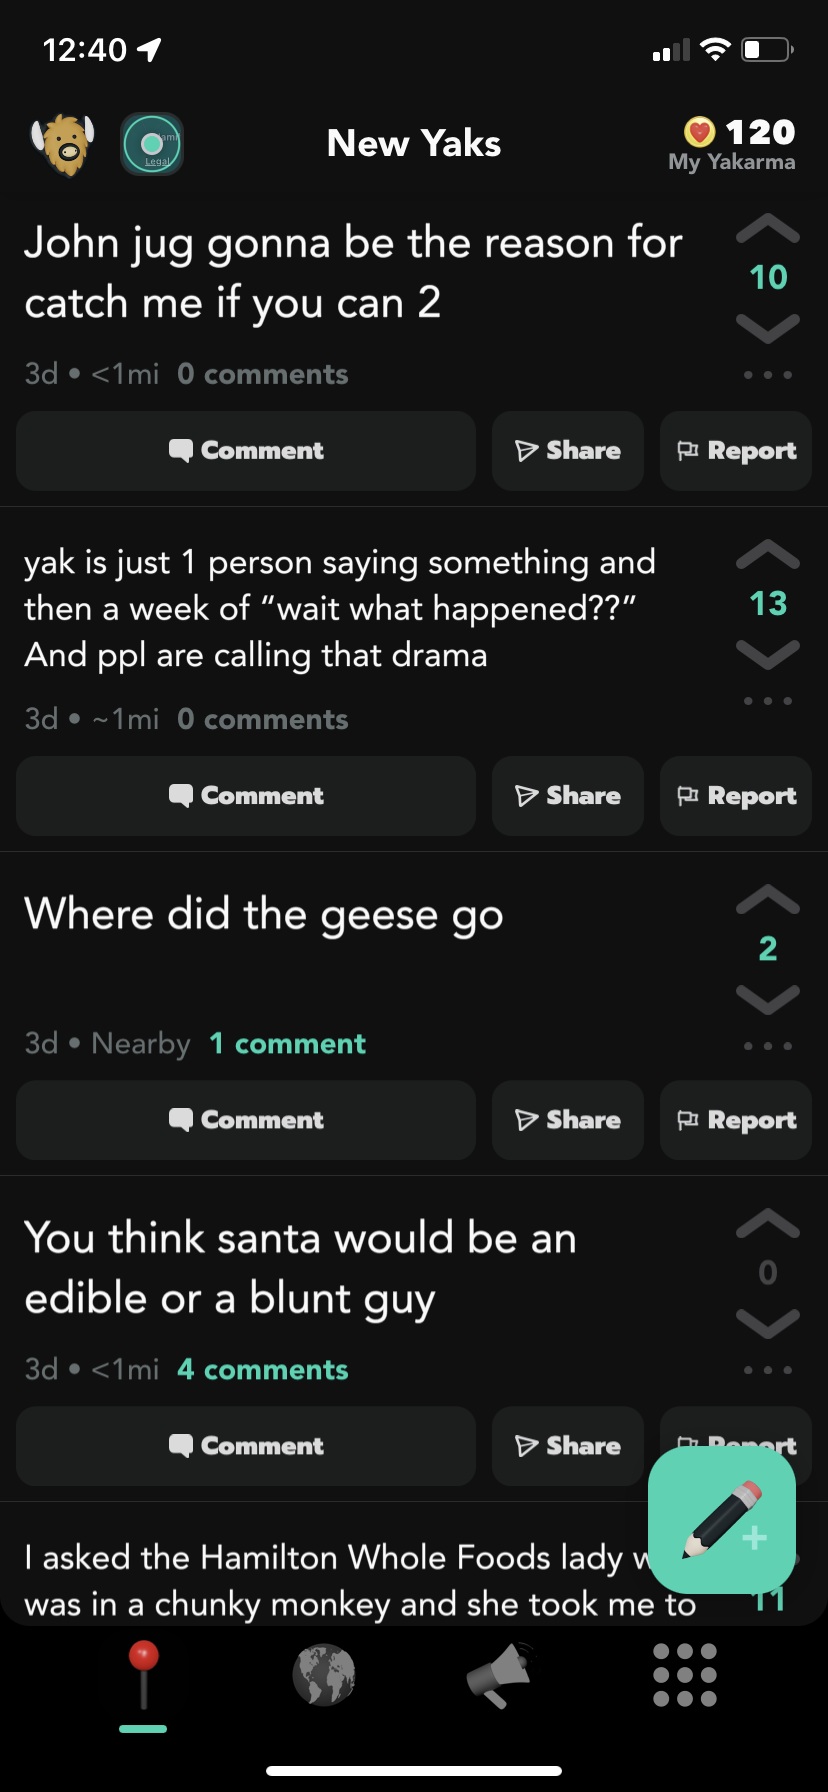 12:40
Legal
New Yaks
120
My Yakarma
John jug gonna be the reason for
catch me if you can 2
10
3d • <1mi 0 comments
Comment Share Report
yak is just 1 person saying something and
then a week of “wait what happened??”
And ppl are calling that drama
13
3d • ~1mi 0 comments
Comment Share Report
Where did the geese go
2
3d • Nearby 1 comment
Comment Share Report
You think santa would be an
edible or a blunt guy
0
3d • <1mi 4 comments
Comment Share Report
I asked the Hamilton Whole Foods lady
was in a chunky monkey and she took me to
11